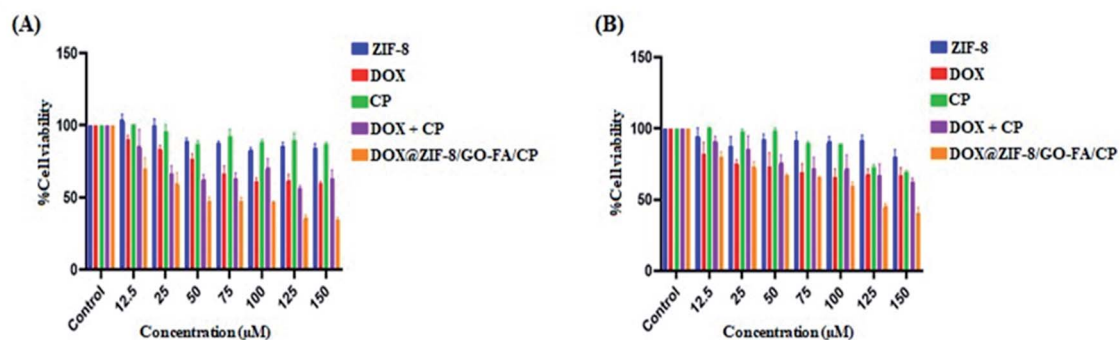 (A)
150
100
50
0
%Cell viability
Control
12.5
25
50
75
100
125
150
Concentration (µM)
ZIF-8
DOX
CP
DOX + CP
DOX@ZIF-8/GO-FA/CP
(B)
150
100
50
0
%Cell viability
Control
12.5
25
50
75
100
125
150
Concentration (µM)
ZIF-8
DOX
CP
DOX + CP
DOX@ZIF-8/GO-FA/CP